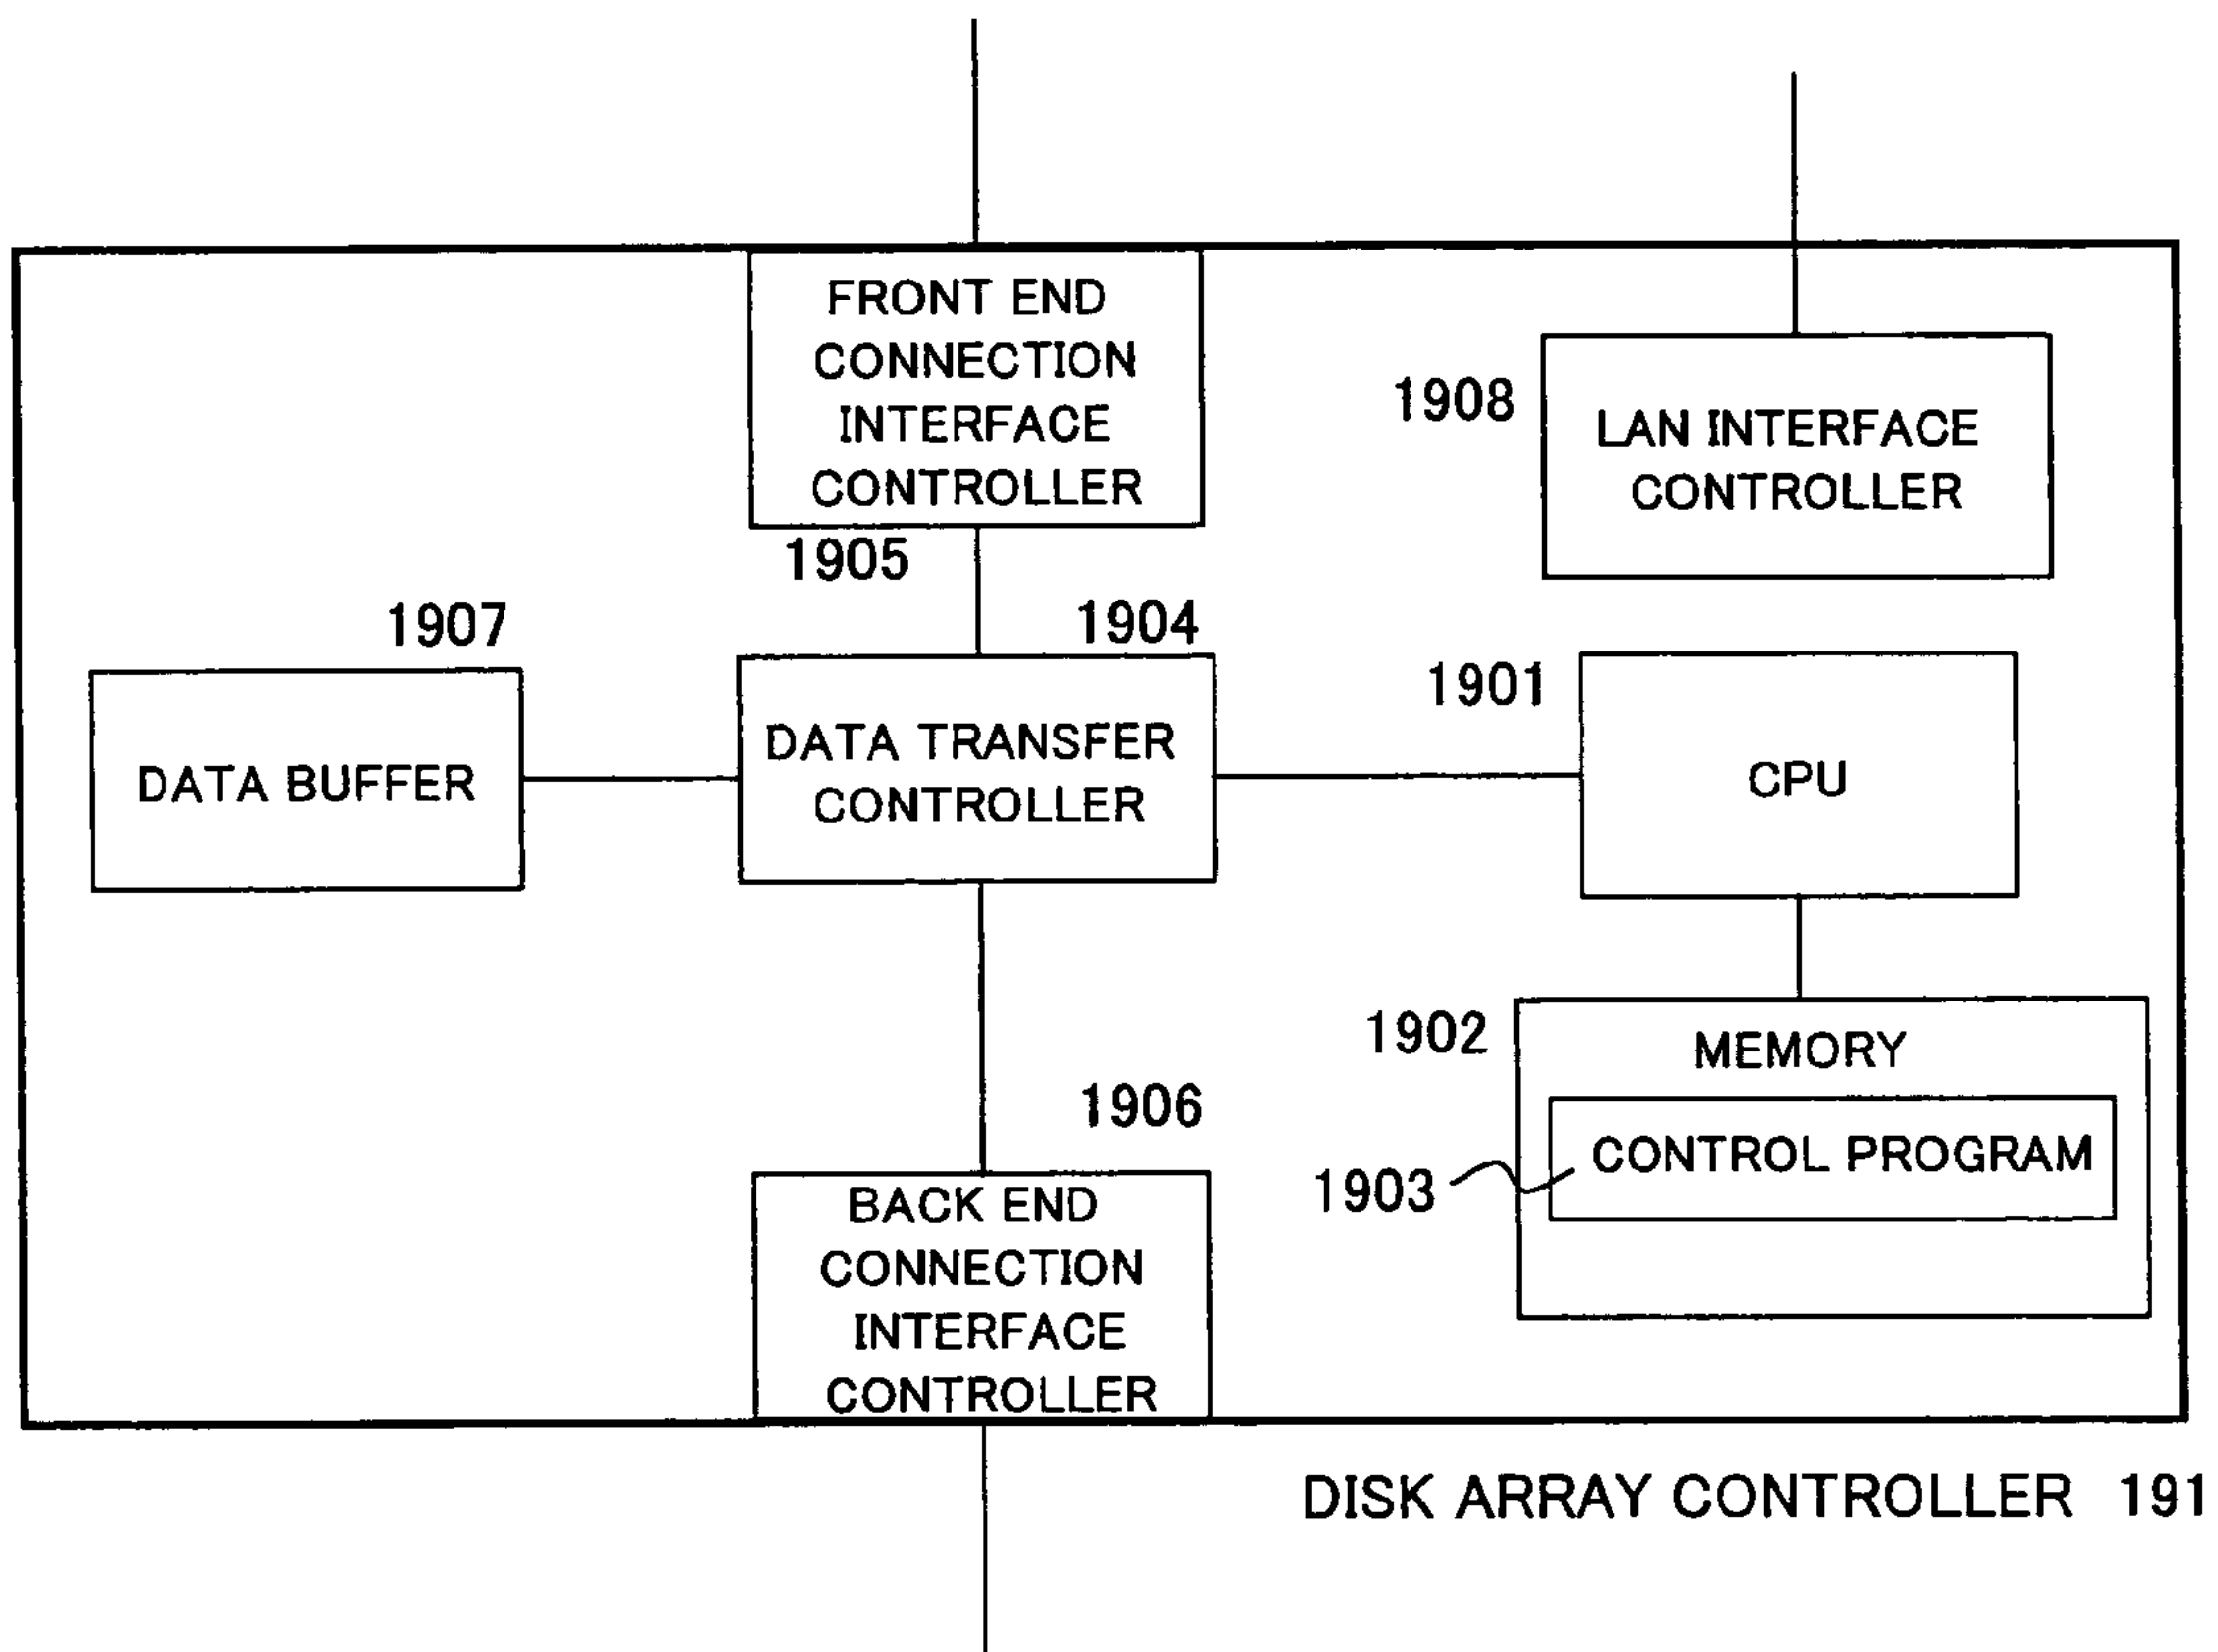 FRONT END
CONNECTION
INTERFACE
CONTROLLER
1905
1908
LAN INTERFACE
CONTROLLER
1907
DATA BUFFER
1904
DATA TRANSFER
CONTROLLER
1901
CPU
1902
MEMORY
1903
CONTROL PROGRAM
1906
BACK END
CONNECTION
INTERFACE
CONTROLLER
DISK ARRAY CONTROLLER 191